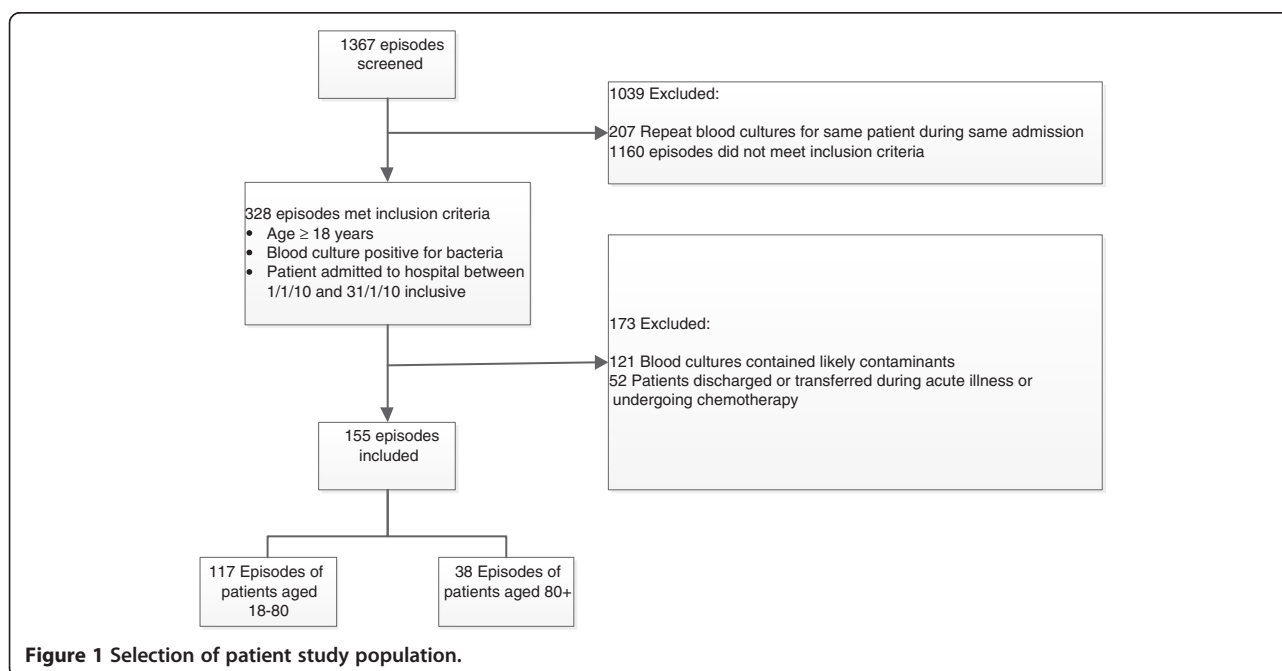 1367 episodes
screened
1039 Excluded:
207 Repeat blood cultures for same patient during same admission
1160 episodes did not meet inclusion criteria
328 episodes met inclusion criteria
• Age ≥ 18 years
• Blood culture positive for bacteria
• Patient admitted to hospital between
1/1/10 and 31/1/10 inclusive
173 Excluded:
121 Blood cultures contained likely contaminants
52 Patients discharged or transferred during acute illness or
undergoing chemotherapy
155 episodes
included
117 Episodes of
patients aged
18-80
38 Episodes of
patients aged 80+
Figure 1 Selection of patient study population.